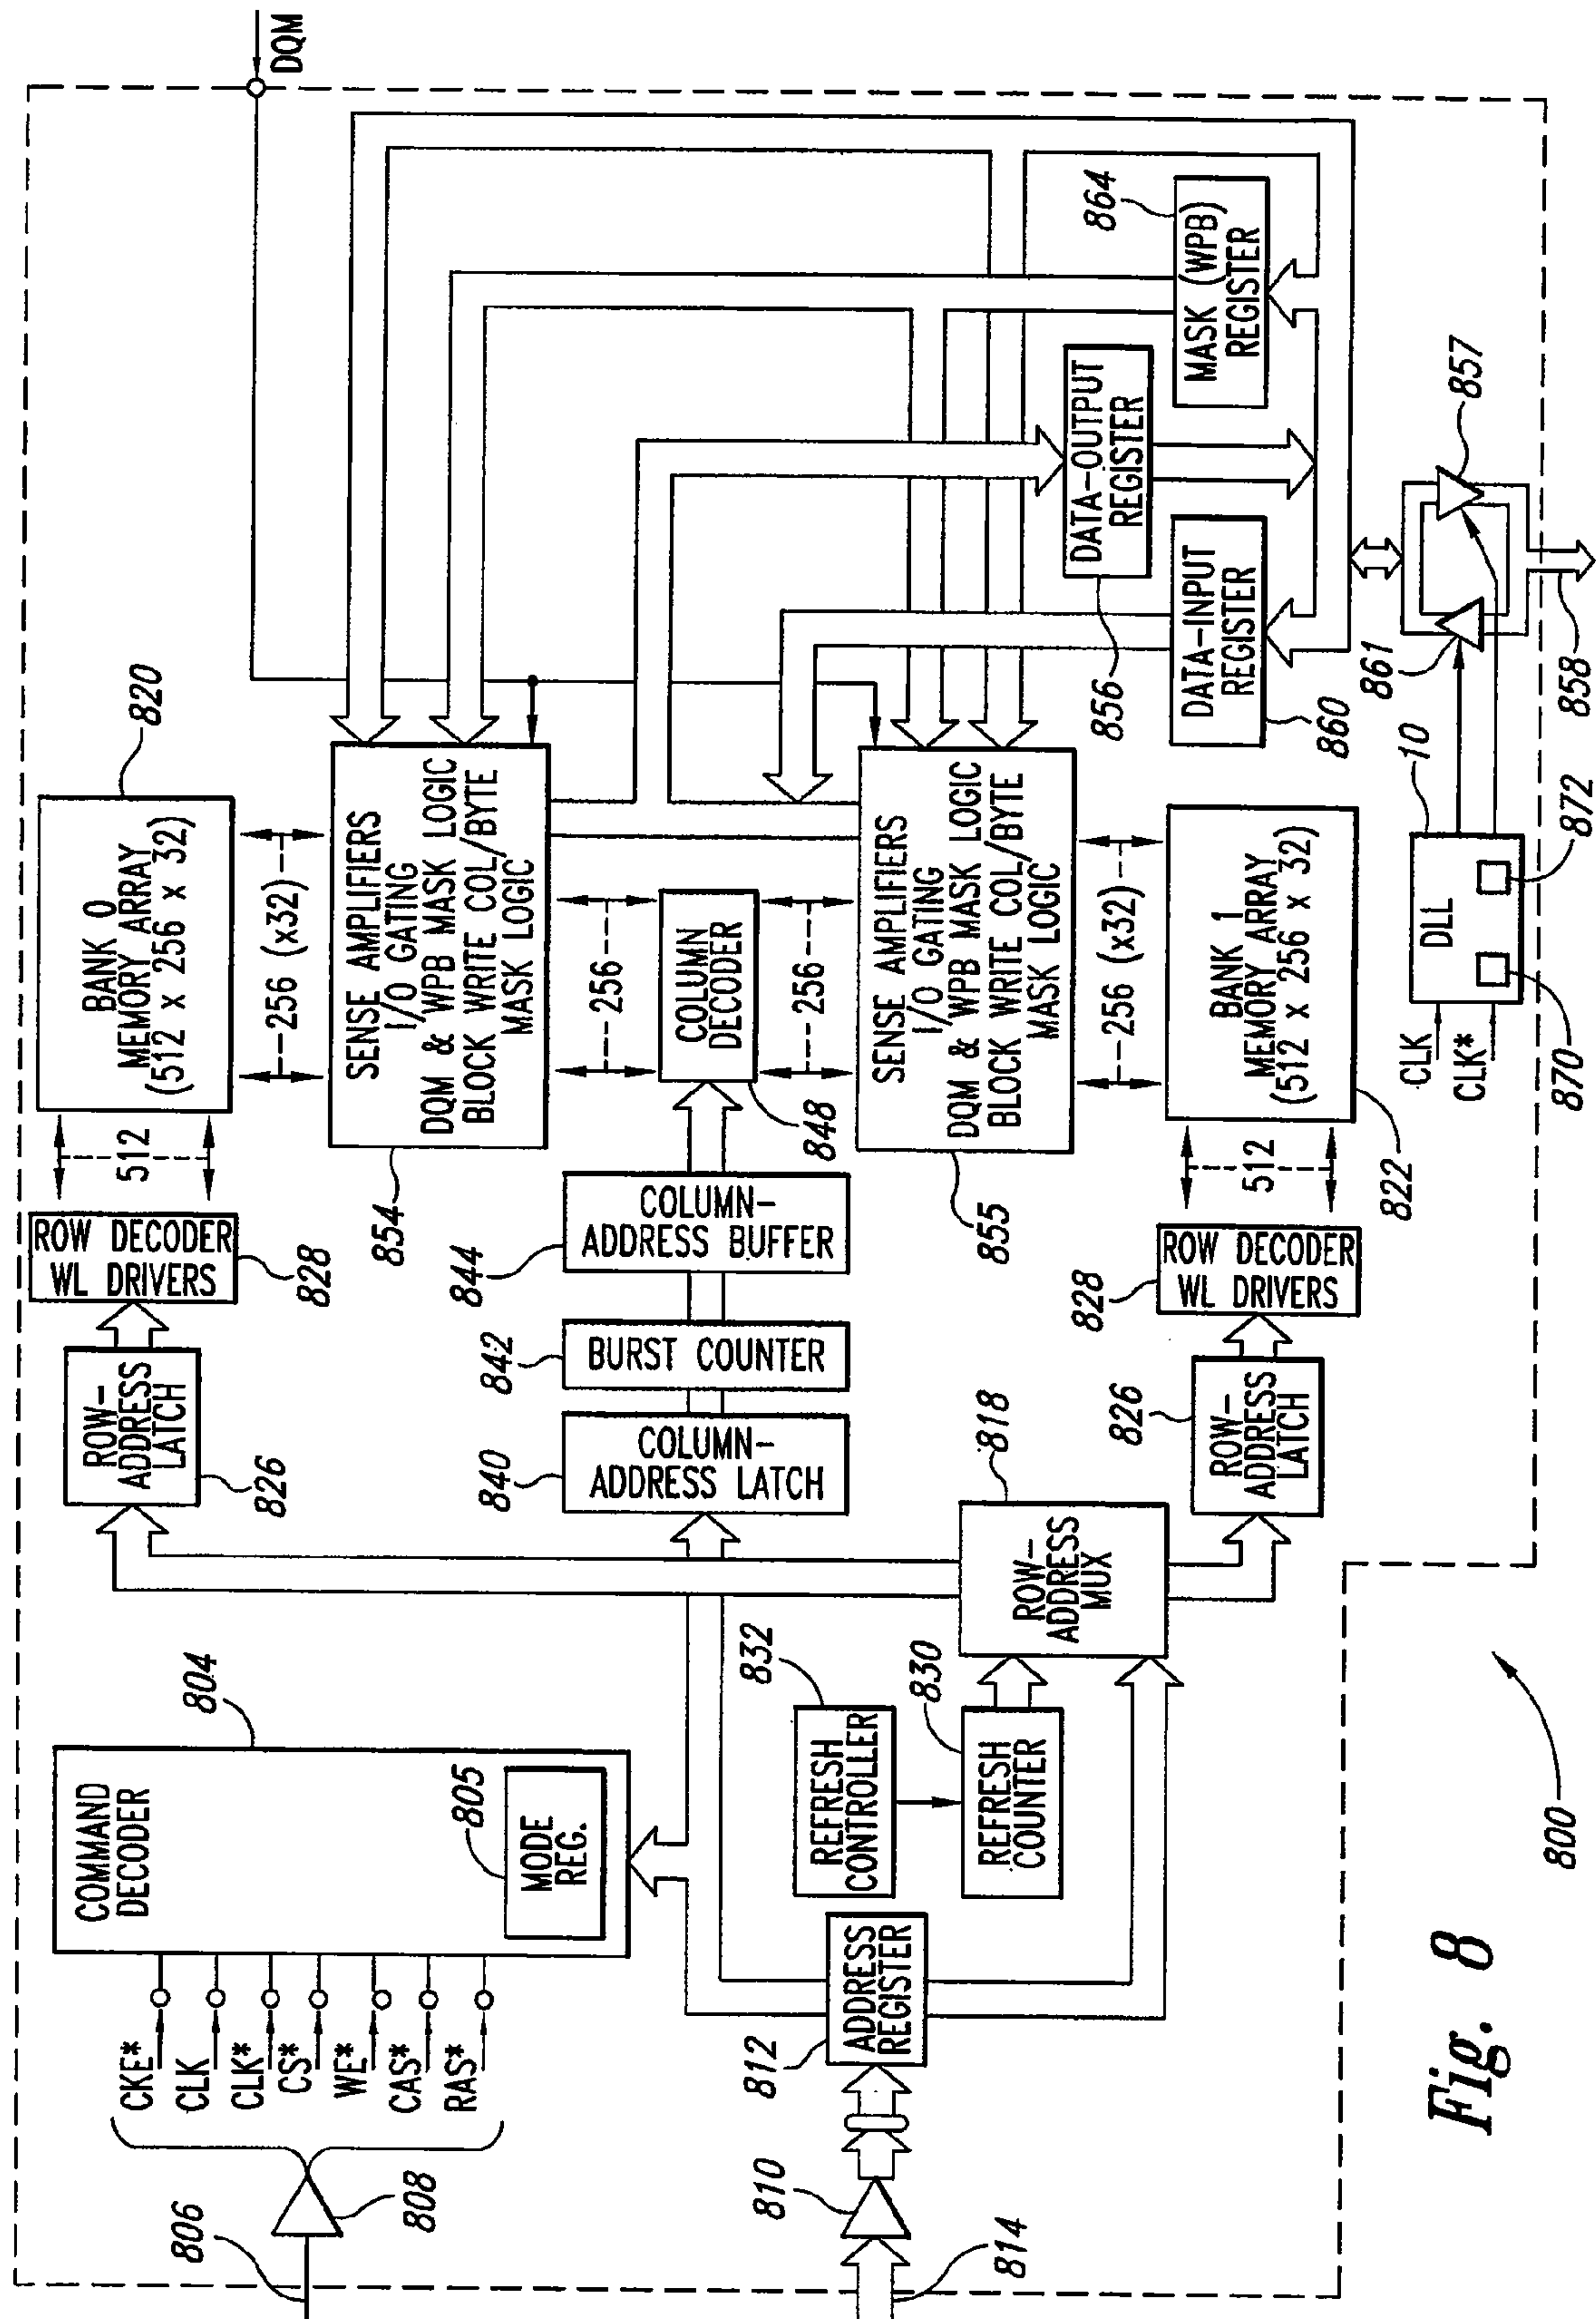 DQM
820
BANK 0
MEMORY ARRAY
(512 x 256 x 32)
512
256 (x32)
ROW DECODER
WL DRIVERS
828
ROW-
ADDRESS
LATCH
826
SENSE AMPLIFIERS
I/O GATING
DQM & WPB MASK LOGIC
BLOCK WRITE COL/BYTE
MASK LOGIC
854
256
COLUMN
DECODER
848
256
COLUMN-
ADDRESS BUFFER
844
BURST COUNTER
842
COLUMN-
ADDRESS LATCH
840
SENSE AMPLIFIERS
I/O GATING
DQM & WPB MASK LOGIC
BLOCK WRITE COL/BYTE
MASK LOGIC
855
256 (x32)
BANK 1
MEMORY ARRAY
(512 x 256 x 32)
822
512
ROW DECODER
WL DRIVERS
828
ROW-
ADDRESS
LATCH
826
ROW-
ADDRESS
MUX
818
REFRESH
CONTROLLER
832
REFRESH
COUNTER
830
COMMAND
DECODER
804
MODE
REG.
805
CKE*
CLK
CLK*
CS*
WE*
CAS*
RAS*
806
808
810
814
ADDRESS
REGISTER
812
MASK (WPB)
REGISTER
864
DATA-OUTPUT
REGISTER
856
DATA-INPUT
REGISTER
860
857
861
858
DLL
10
CLK
CLK*
870
872
800
Fig. 8